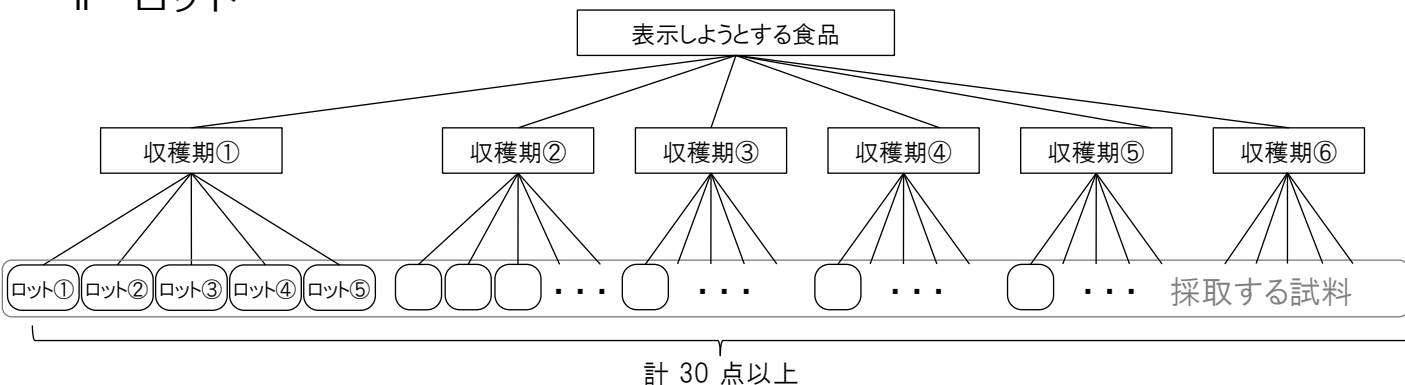 ロット
表示しようとする食品
収穫期①
収穫期②
収穫期③
収穫期④
収穫期⑤
収穫期⑥
ロット①
ロット②
ロット③
ロット④
ロット⑤
・・・
・・・
・・・
・・・
採取する試料
計 30 点以上